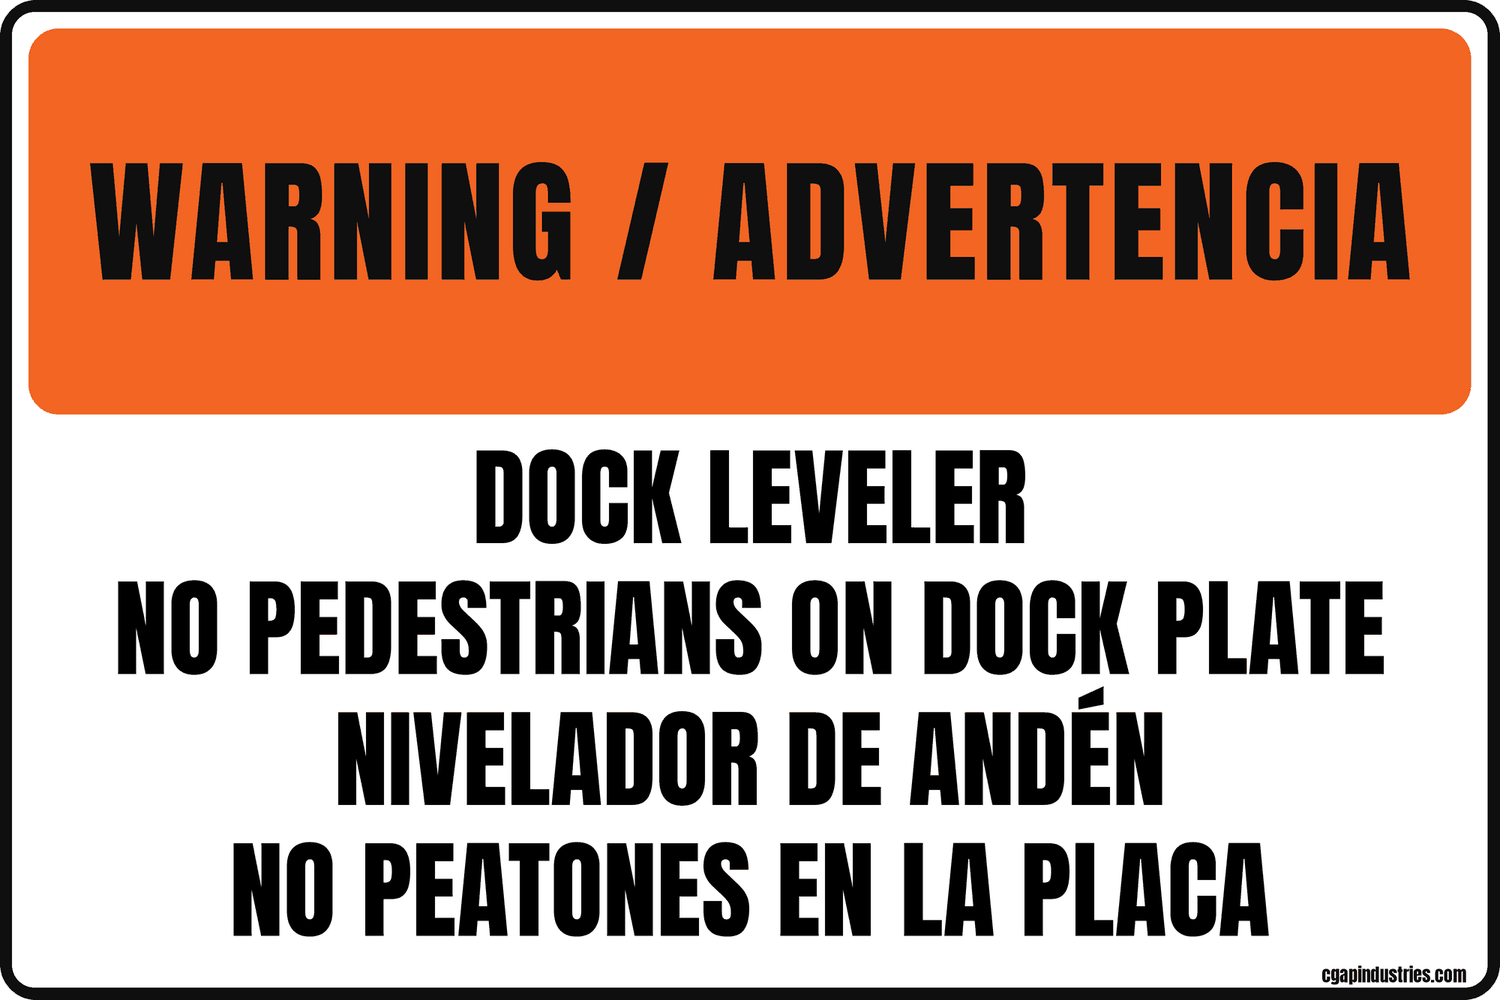 WARNING / ADVERTENCIA
DOCK LEVELER
NO PEDESTRIANS ON DOCK PLATE
NIVELADOR DE ANDÉN
NO PEATONES EN LA PLACA
cgapindustries.com